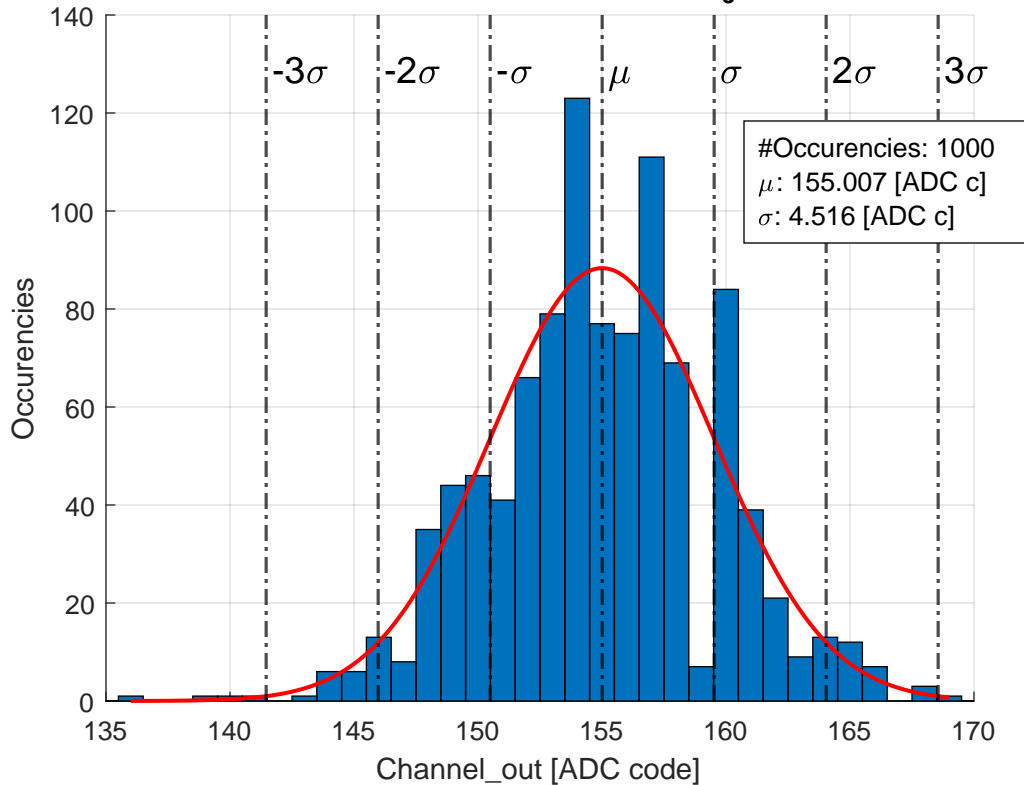 140
120
100
80
60
40
20
0
Occurencies
-3σ -2σ -σ μ σ 2σ 3σ
#Occurencies: 1000
μ: 155.007 [ADC c]
σ: 4.516 [ADC c]
135 140 145 150 155 160 165 170
Channel_out [ADC code]